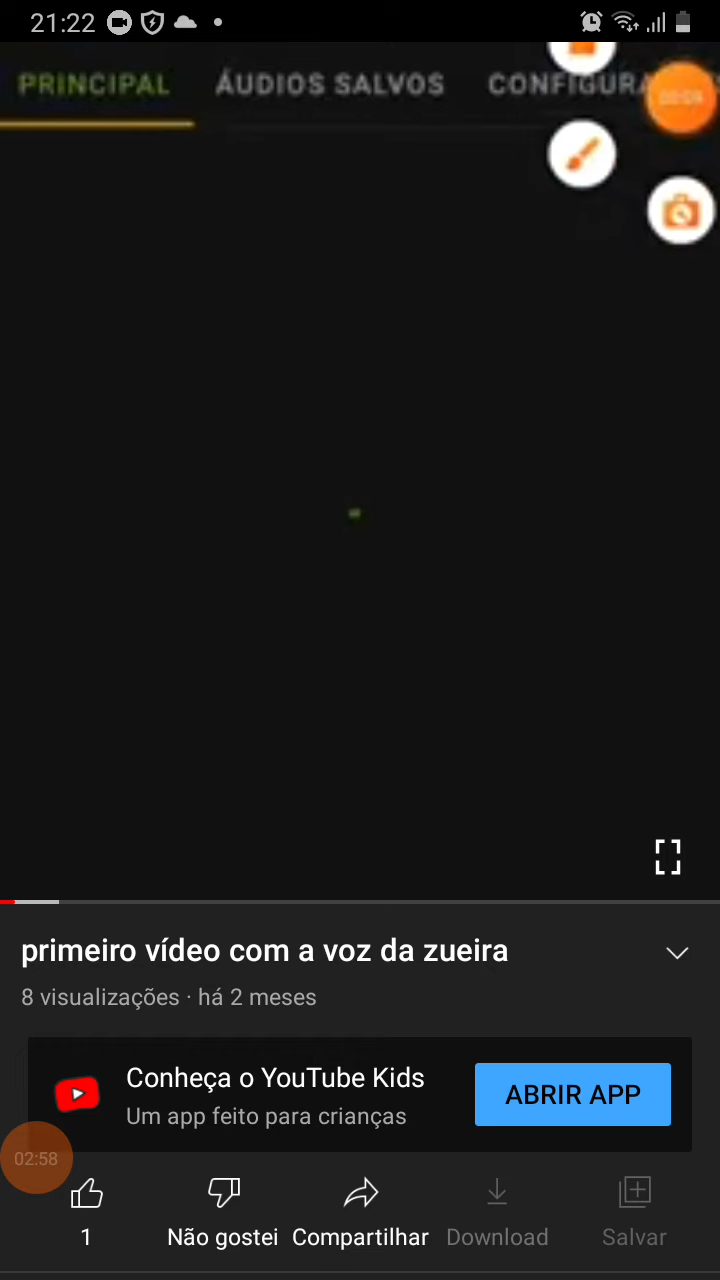 21:22
PRINCIPAL ÁUDIOS SALVOS
primeiro vídeo com a voz da zueira
8 visualizações · há 2 meses
Conheça o YouTube Kids
Um app feito para crianças
ABRIR APP
02:58
1 Não gostei Compartilhar Download Salvar